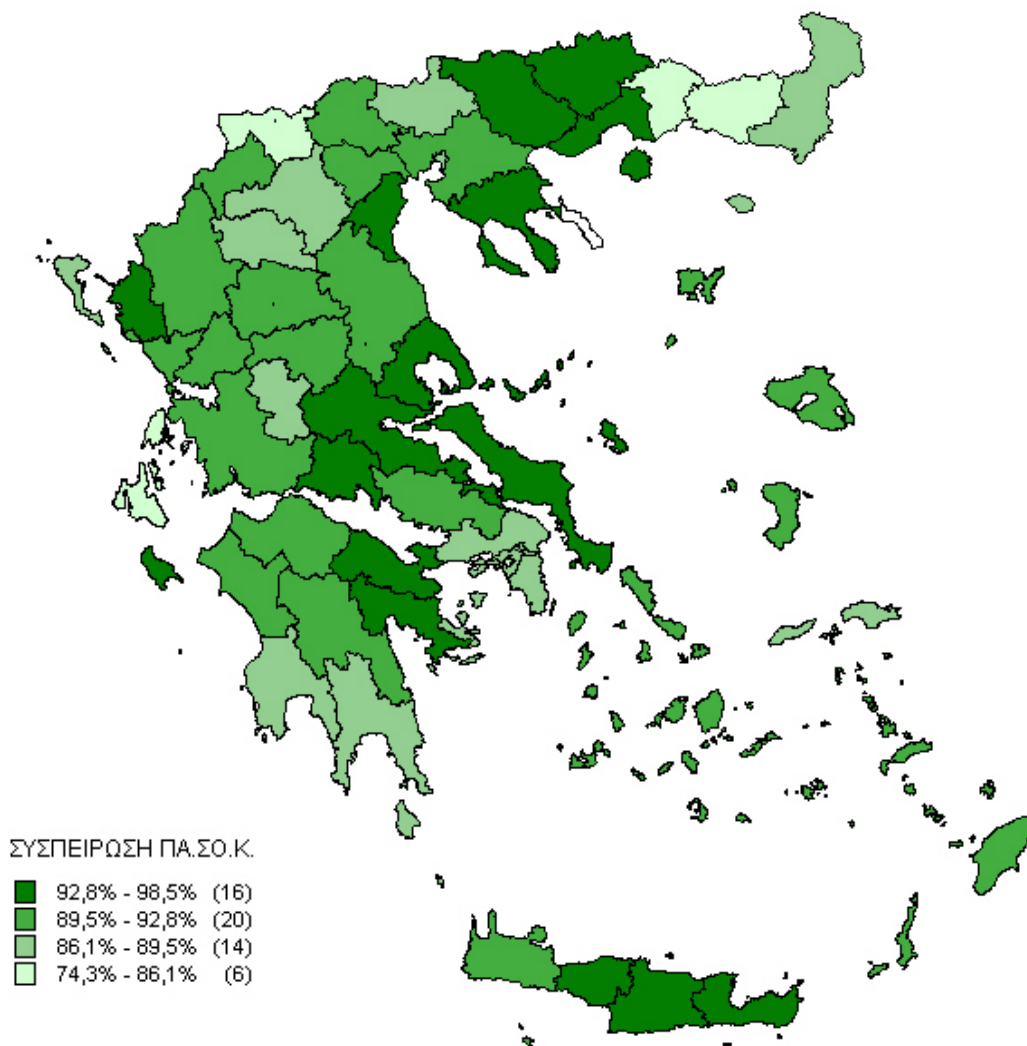 ΣΥΣΠΕΙΡΩΣΗ ΠΑ.ΣΟ.Κ.
92,8% - 98,5% (16)
89,5% - 92,8% (20)
86,1% - 89,5% (14)
74,3% - 86,1% (6)